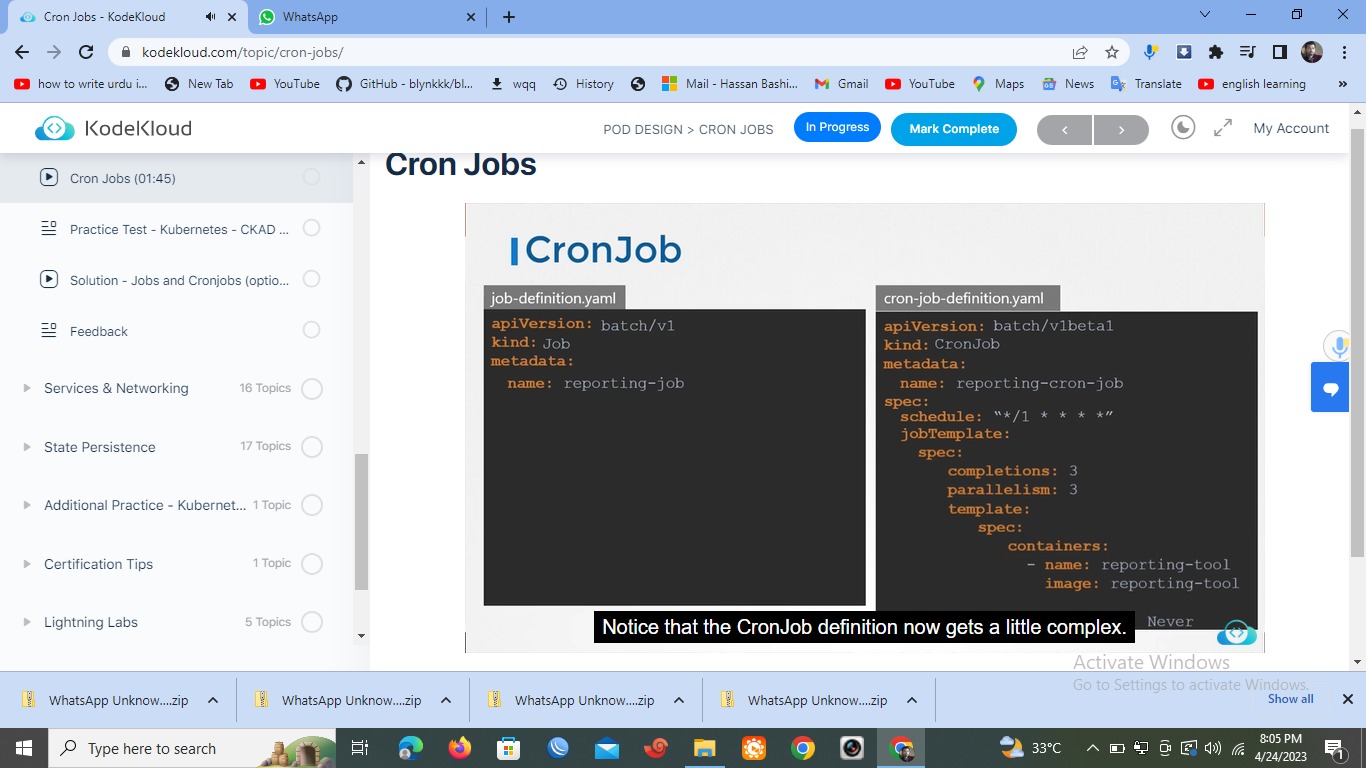 Cron Jobs - KodeKloud
WhatsApp
kodekloud.com/topic/cron-jobs/
how to write urdu i... New Tab YouTube GitHub - blynkkk/bl... wqq History Mail - Hassan Bashi... Gmail YouTube Maps News Translate english learning »
KodeKloud
POD DESIGN > CRON JOBS
In Progress
Mark Complete
My Account
Cron Jobs (01:45)
Practice Test - Kubernetes - CKAD ...
Solution - Jobs and Cronjobs (optio...
Feedback
Services & Networking 16 Topics
State Persistence 17 Topics
Additional Practice - Kubernet... 1 Topic
Certification Tips 1 Topic
Lightning Labs 5 Topics
Cron Jobs
CronJob
job-definition.yaml
apiVersion: batch/v1
kind: Job
metadata:
name: reporting-job
cron-job-definition.yaml
apiVersion: batch/v1beta1
kind: CronJob
metadata:
name: reporting-cron-job
spec:
schedule: “*/1 * * * *”
jobTemplate:
spec:
completions: 3
parallelism: 3
template:
spec:
containers:
- name: reporting-tool
image: reporting-tool
Never
Notice that the CronJob definition now gets a little complex.
Activate Windows
Go to Settings to activate Windows.
WhatsApp Unknow....zip
WhatsApp Unknow....zip
WhatsApp Unknow....zip
WhatsApp Unknow....zip
Show all
Type here to search
33°C
8:05 PM
4/24/2023
1